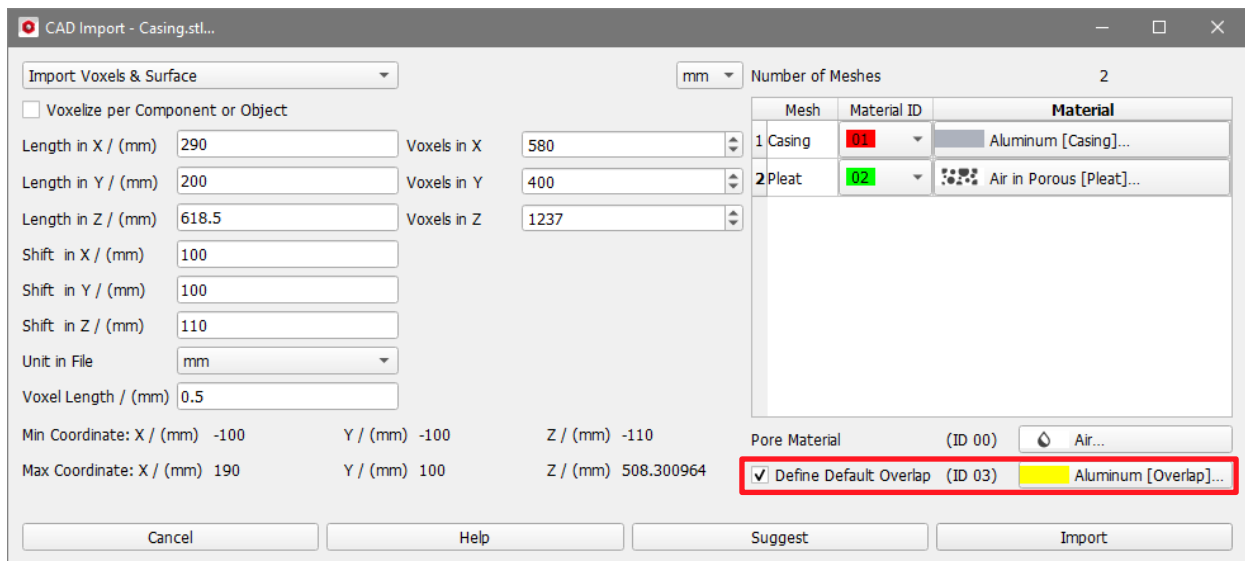 CAD Import - Casing.stl...
Import Voxels & Surface
mm
Number of Meshes 2
Voxelize per Component or Object
Mesh Material ID Material
Length in X / (mm) 290 Voxels in X 580
1 Casing 01 Aluminum [Casing]...
Length in Y / (mm) 200 Voxels in Y 400
2 Pleat 02 Air in Porous [Pleat]...
Length in Z / (mm) 618.5 Voxels in Z 1237
Shift in X / (mm) 100
Shift in Y / (mm) 100
Shift in Z / (mm) 110
Unit in File mm
Voxel Length / (mm) 0.5
Min Coordinate: X / (mm) -100 Y / (mm) -100 Z / (mm) -110
Pore Material (ID 00) Air...
Max Coordinate: X / (mm) 190 Y / (mm) 100 Z / (mm) 508.300964
Define Default Overlap (ID 03) Aluminum [Overlap]...
Cancel Help Suggest Import